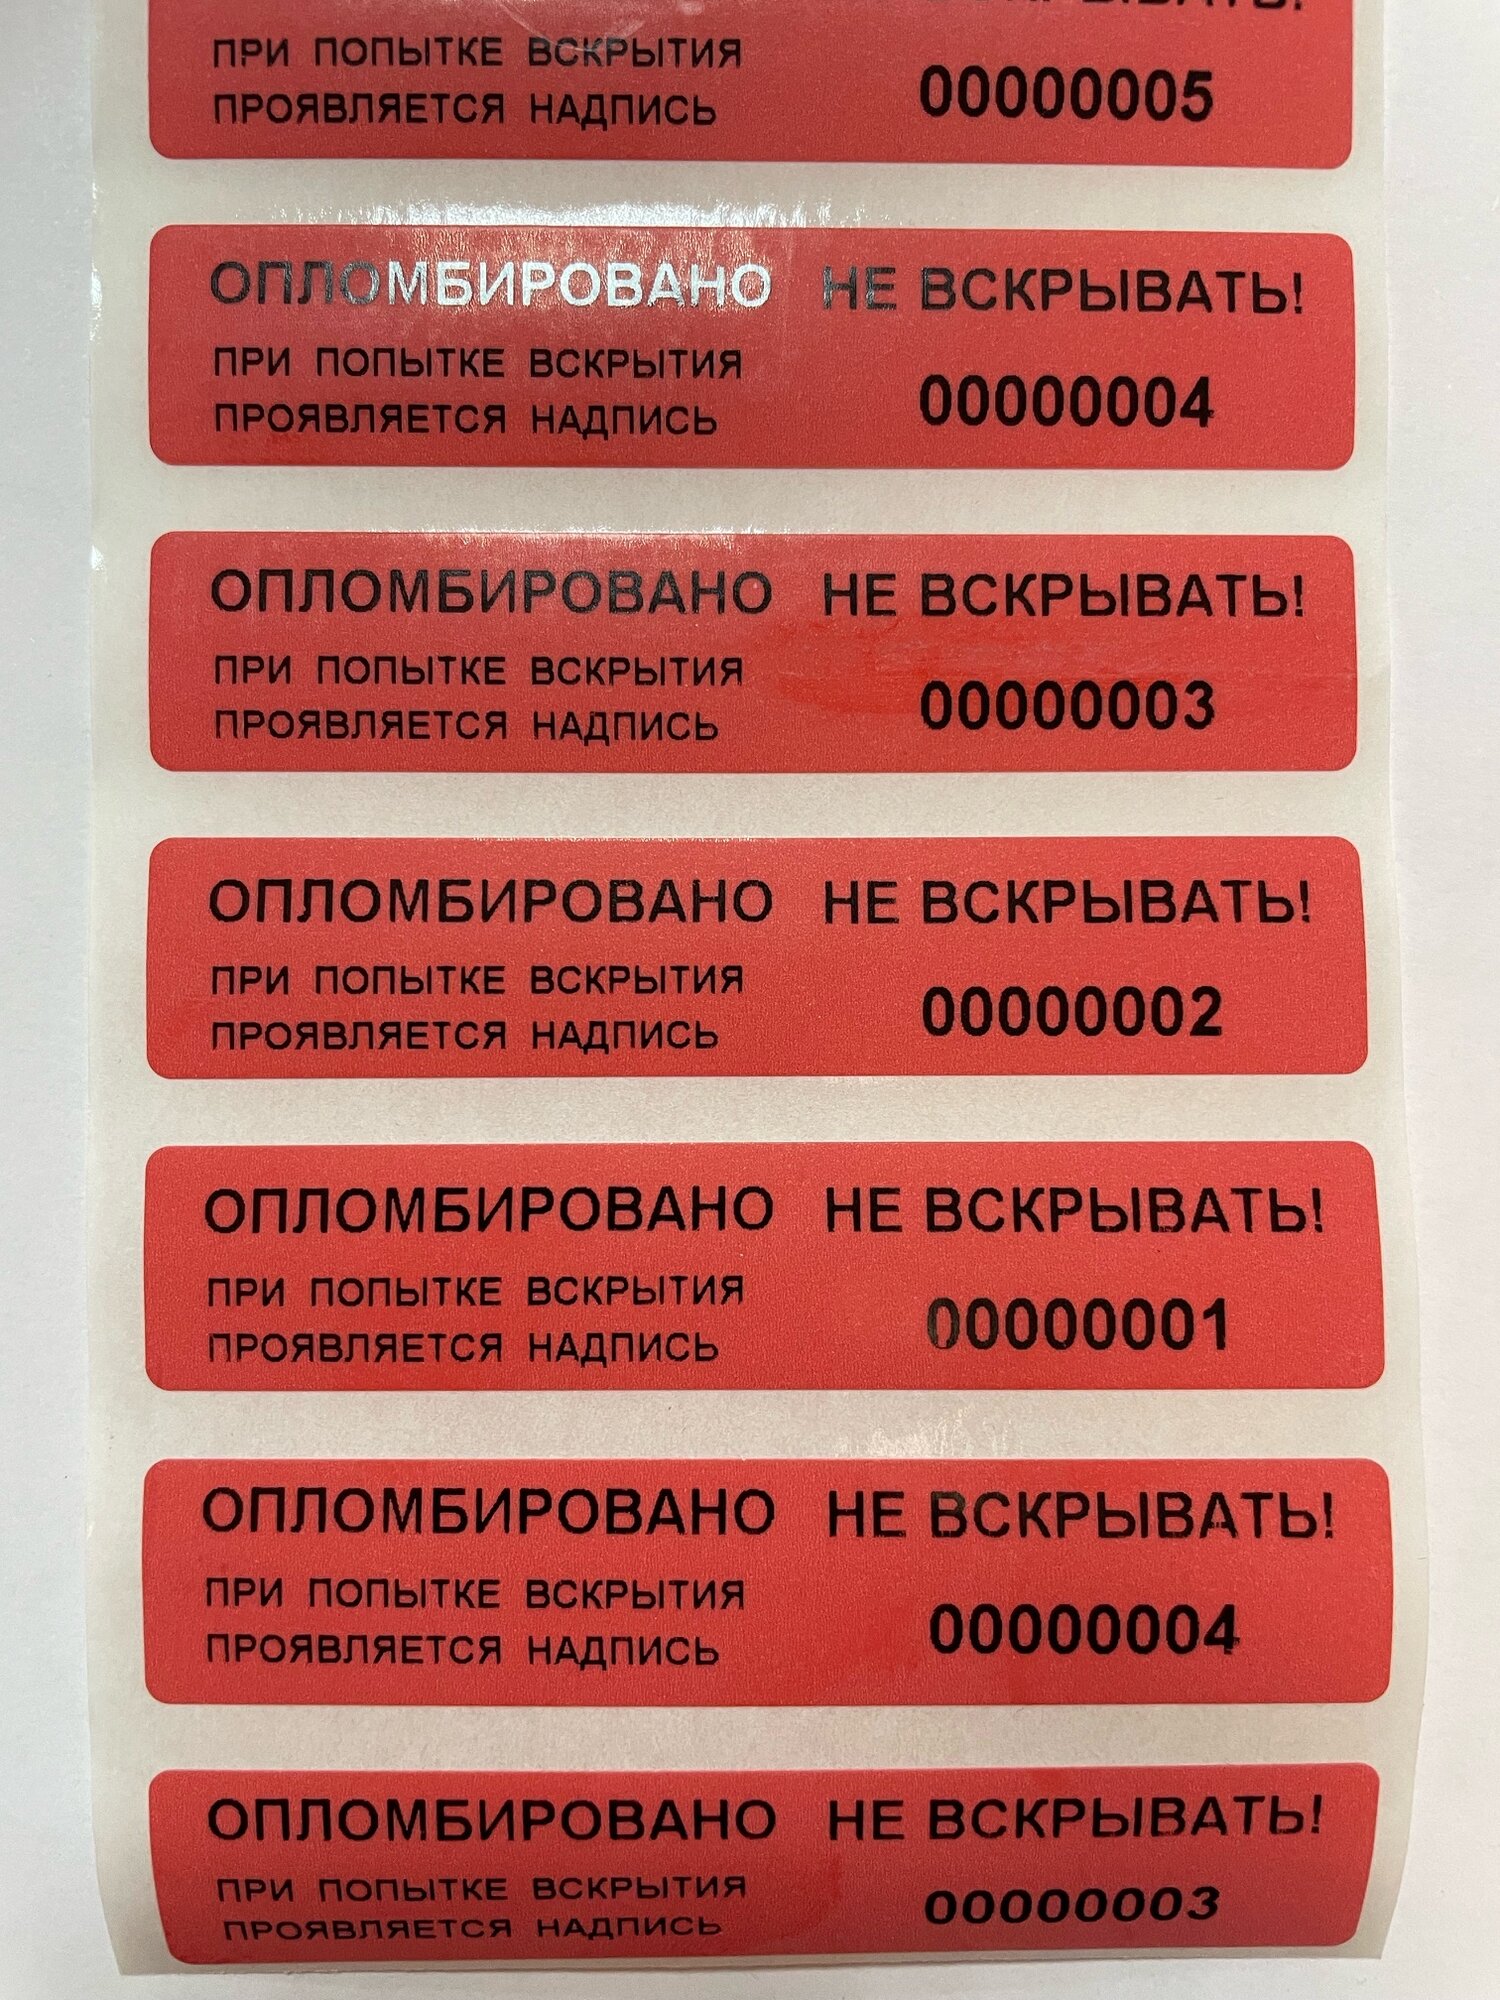 ВСКРЫВАТЬ!
ПРИ ПОПЫТКЕ ВСКРЫТИЯ
ПРОЯВЛЯЕТСЯ НАДПИСЬ
00000005
ОПЛОМБИРОВАНО НЕ ВСКРЫВАТЬ!
ПРИ ПОПЫТКЕ ВСКРЫТИЯ
ПРОЯВЛЯЕТСЯ НАДПИСЬ
00000004
ОПЛОМБИРОВАНО НЕ ВСКРЫВАТЬ!
ПРИ ПОПЫТКЕ ВСКРЫТИЯ
ПРОЯВЛЯЕТСЯ НАДПИСЬ
00000003
ОПЛОМБИРОВАНО НЕ ВСКРЫВАТЬ!
ПРИ ПОПЫТКЕ ВСКРЫТИЯ
ПРОЯВЛЯЕТСЯ НАДПИСЬ
00000002
ОПЛОМБИРОВАНО НЕ ВСКРЫВАТЬ!
ПРИ ПОПЫТКЕ ВСКРЫТИЯ
ПРОЯВЛЯЕТСЯ НАДПИСЬ
00000001
ОПЛОМБИРОВАНО НЕ ВСКРЫВАТЬ!
ПРИ ПОПЫТКЕ ВСКРЫТИЯ
ПРОЯВЛЯЕТСЯ НАДПИСЬ
00000004
ОПЛОМБИРОВАНО НЕ ВСКРЫВАТЬ!
ПРИ ПОПЫТКЕ ВСКРЫТИЯ
ПРОЯВЛЯЕТСЯ НАДПИСЬ
00000003